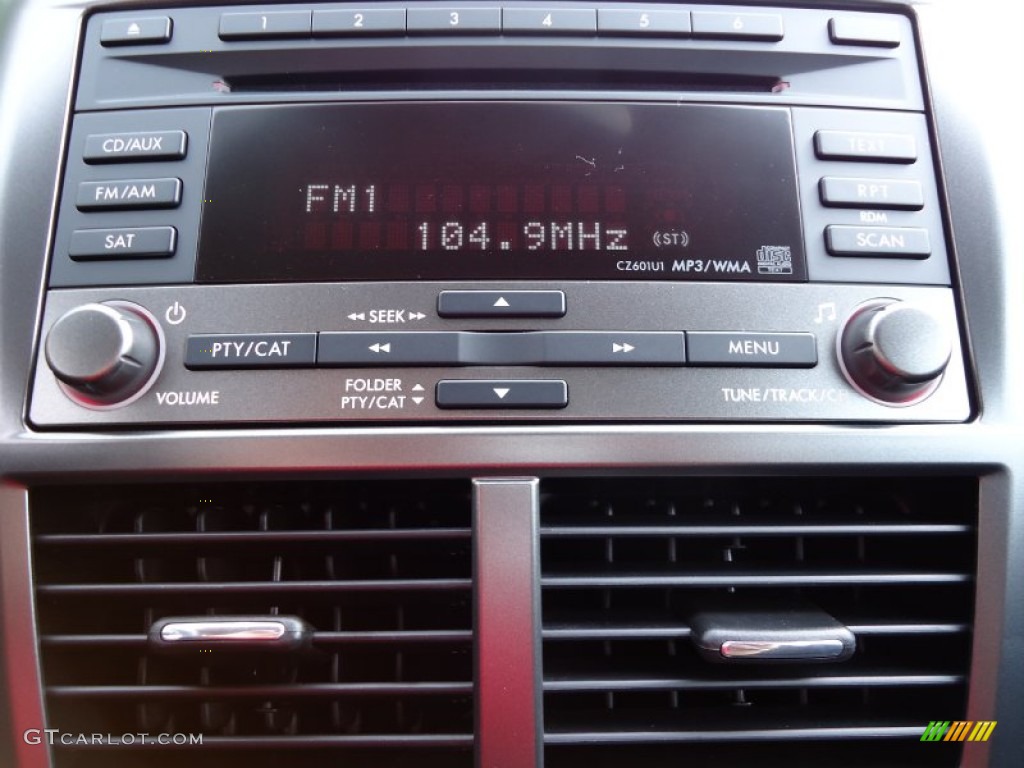 1 2 3 4 5 6
CD/AUX
TEXT
FM/AM
FM1
RPT
RDM
SAT
104.9MHz (ST)
SCAN
CZ601U1 MP3/WMA
SEEK
PTY/CAT
MENU
VOLUME
FOLDER
PTY/CAT
TUNE/TRACK/CH
GTCARLOT.COM